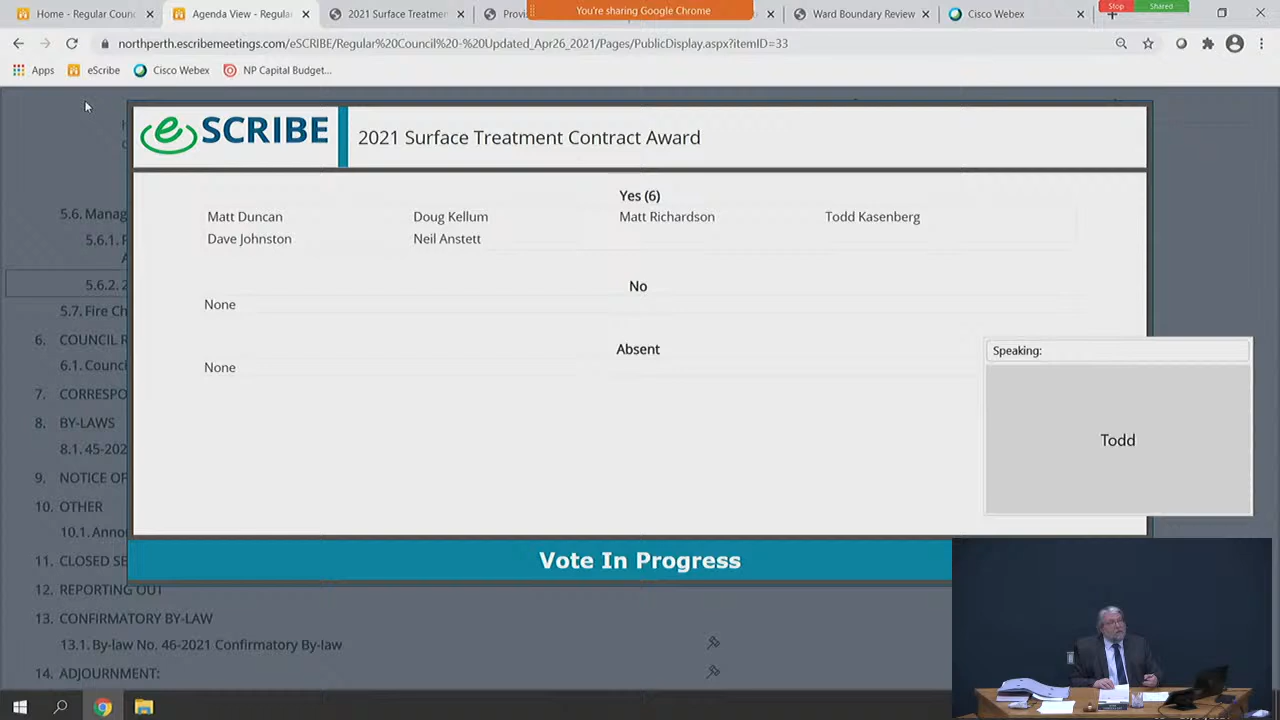 Home - Regular Counc
Agenda View - Regula
2021 Surface Treatmen
Provi
You're sharing Google Chrome
Ward Boundary Review
Cisco Webex
Stop
Shared
northperth.escribemeetings.com/eSCRIBE/Regular%20Council%20-%20Updated_Apr26_2021/Pages/PublicDisplay.aspx?itemID=33
Apps
eScribe
Cisco Webex
NP Capital Budget...
eSCRIBE
2021 Surface Treatment Contract Award
Yes (6)
Matt Duncan
Doug Kellum
Matt Richardson
Todd Kasenberg
Dave Johnston
Neil Anstett
No
None
Absent
None
Speaking:
Todd
Vote In Progress
5.6. Manag
5.6.1.
5.6.2. 2
5.7. Fire Ch
6. COUNCIL R
6.1. Counci
7. CORRESPO
8. BY-LAWS
8.1. 45-202
9. NOTICE OF
10. OTHER
10.1. Anno
11. CLOSED SE
12. REPORTING OUT
13. CONFIRMATORY BY-LAW
13.1. By-law No. 46-2021 Confirmatory By-law
14. ADJOURNMENT: